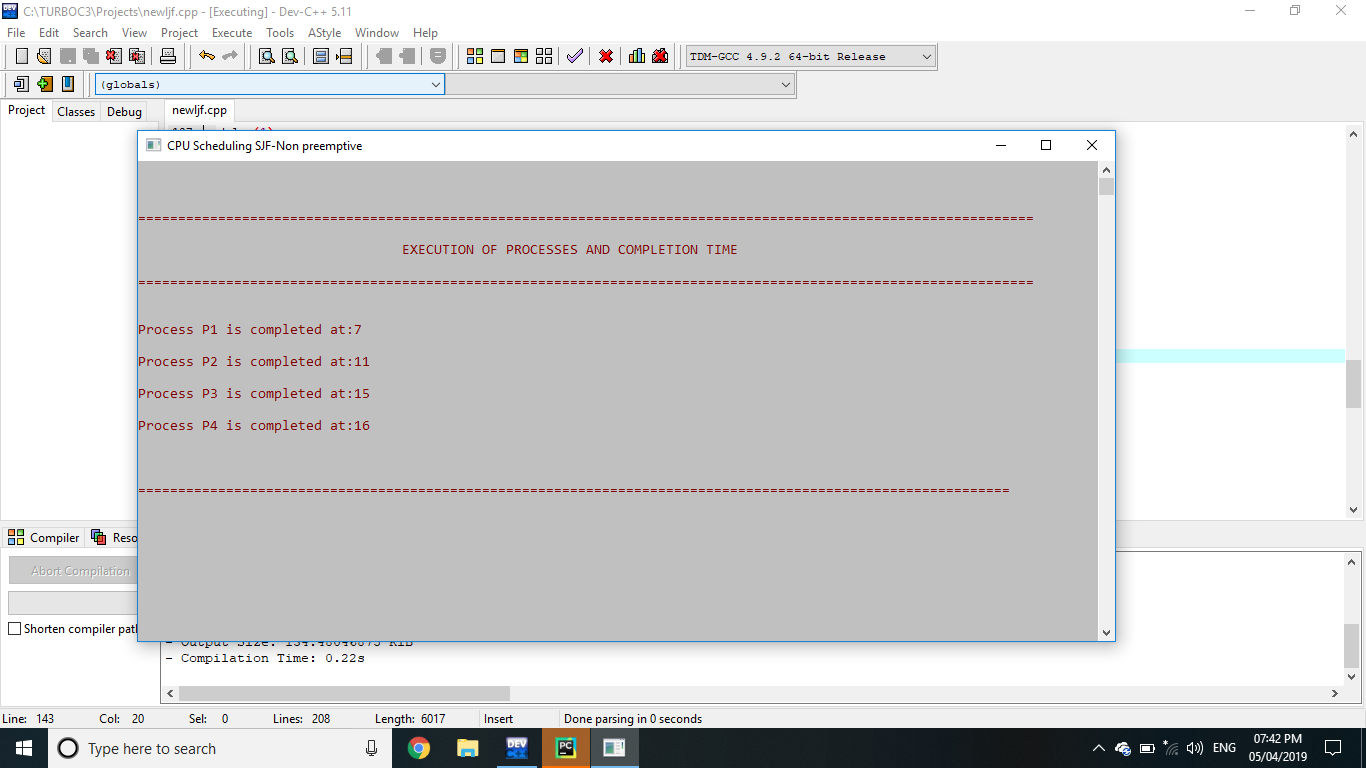 C:\TURBOC3\Projects\newljf.cpp - [Executing] - Dev-C++ 5.11
File Edit Search View Project Execute Tools AStyle Window Help
TDM-GCC 4.9.2 64-bit Release
(globals)
Project Classes Debug newljf.cpp
CPU Scheduling SJF-Non preemptive
================================================================================================================
EXECUTION OF PROCESSES AND COMPLETION TIME
================================================================================================================
Process P1 is completed at:7
Process P2 is completed at:11
Process P3 is completed at:15
Process P4 is completed at:16
=============================================================================================================
Compiler Reso
Abort Compilation
Shorten compiler pat
- Output Size:
- Compilation Time: 0.22s
Line: 143 Col: 20 Sel: 0 Lines: 208 Length: 6017 Insert Done parsing in 0 seconds
Type here to search
DEV
PC
ENG
07:42 PM
05/04/2019